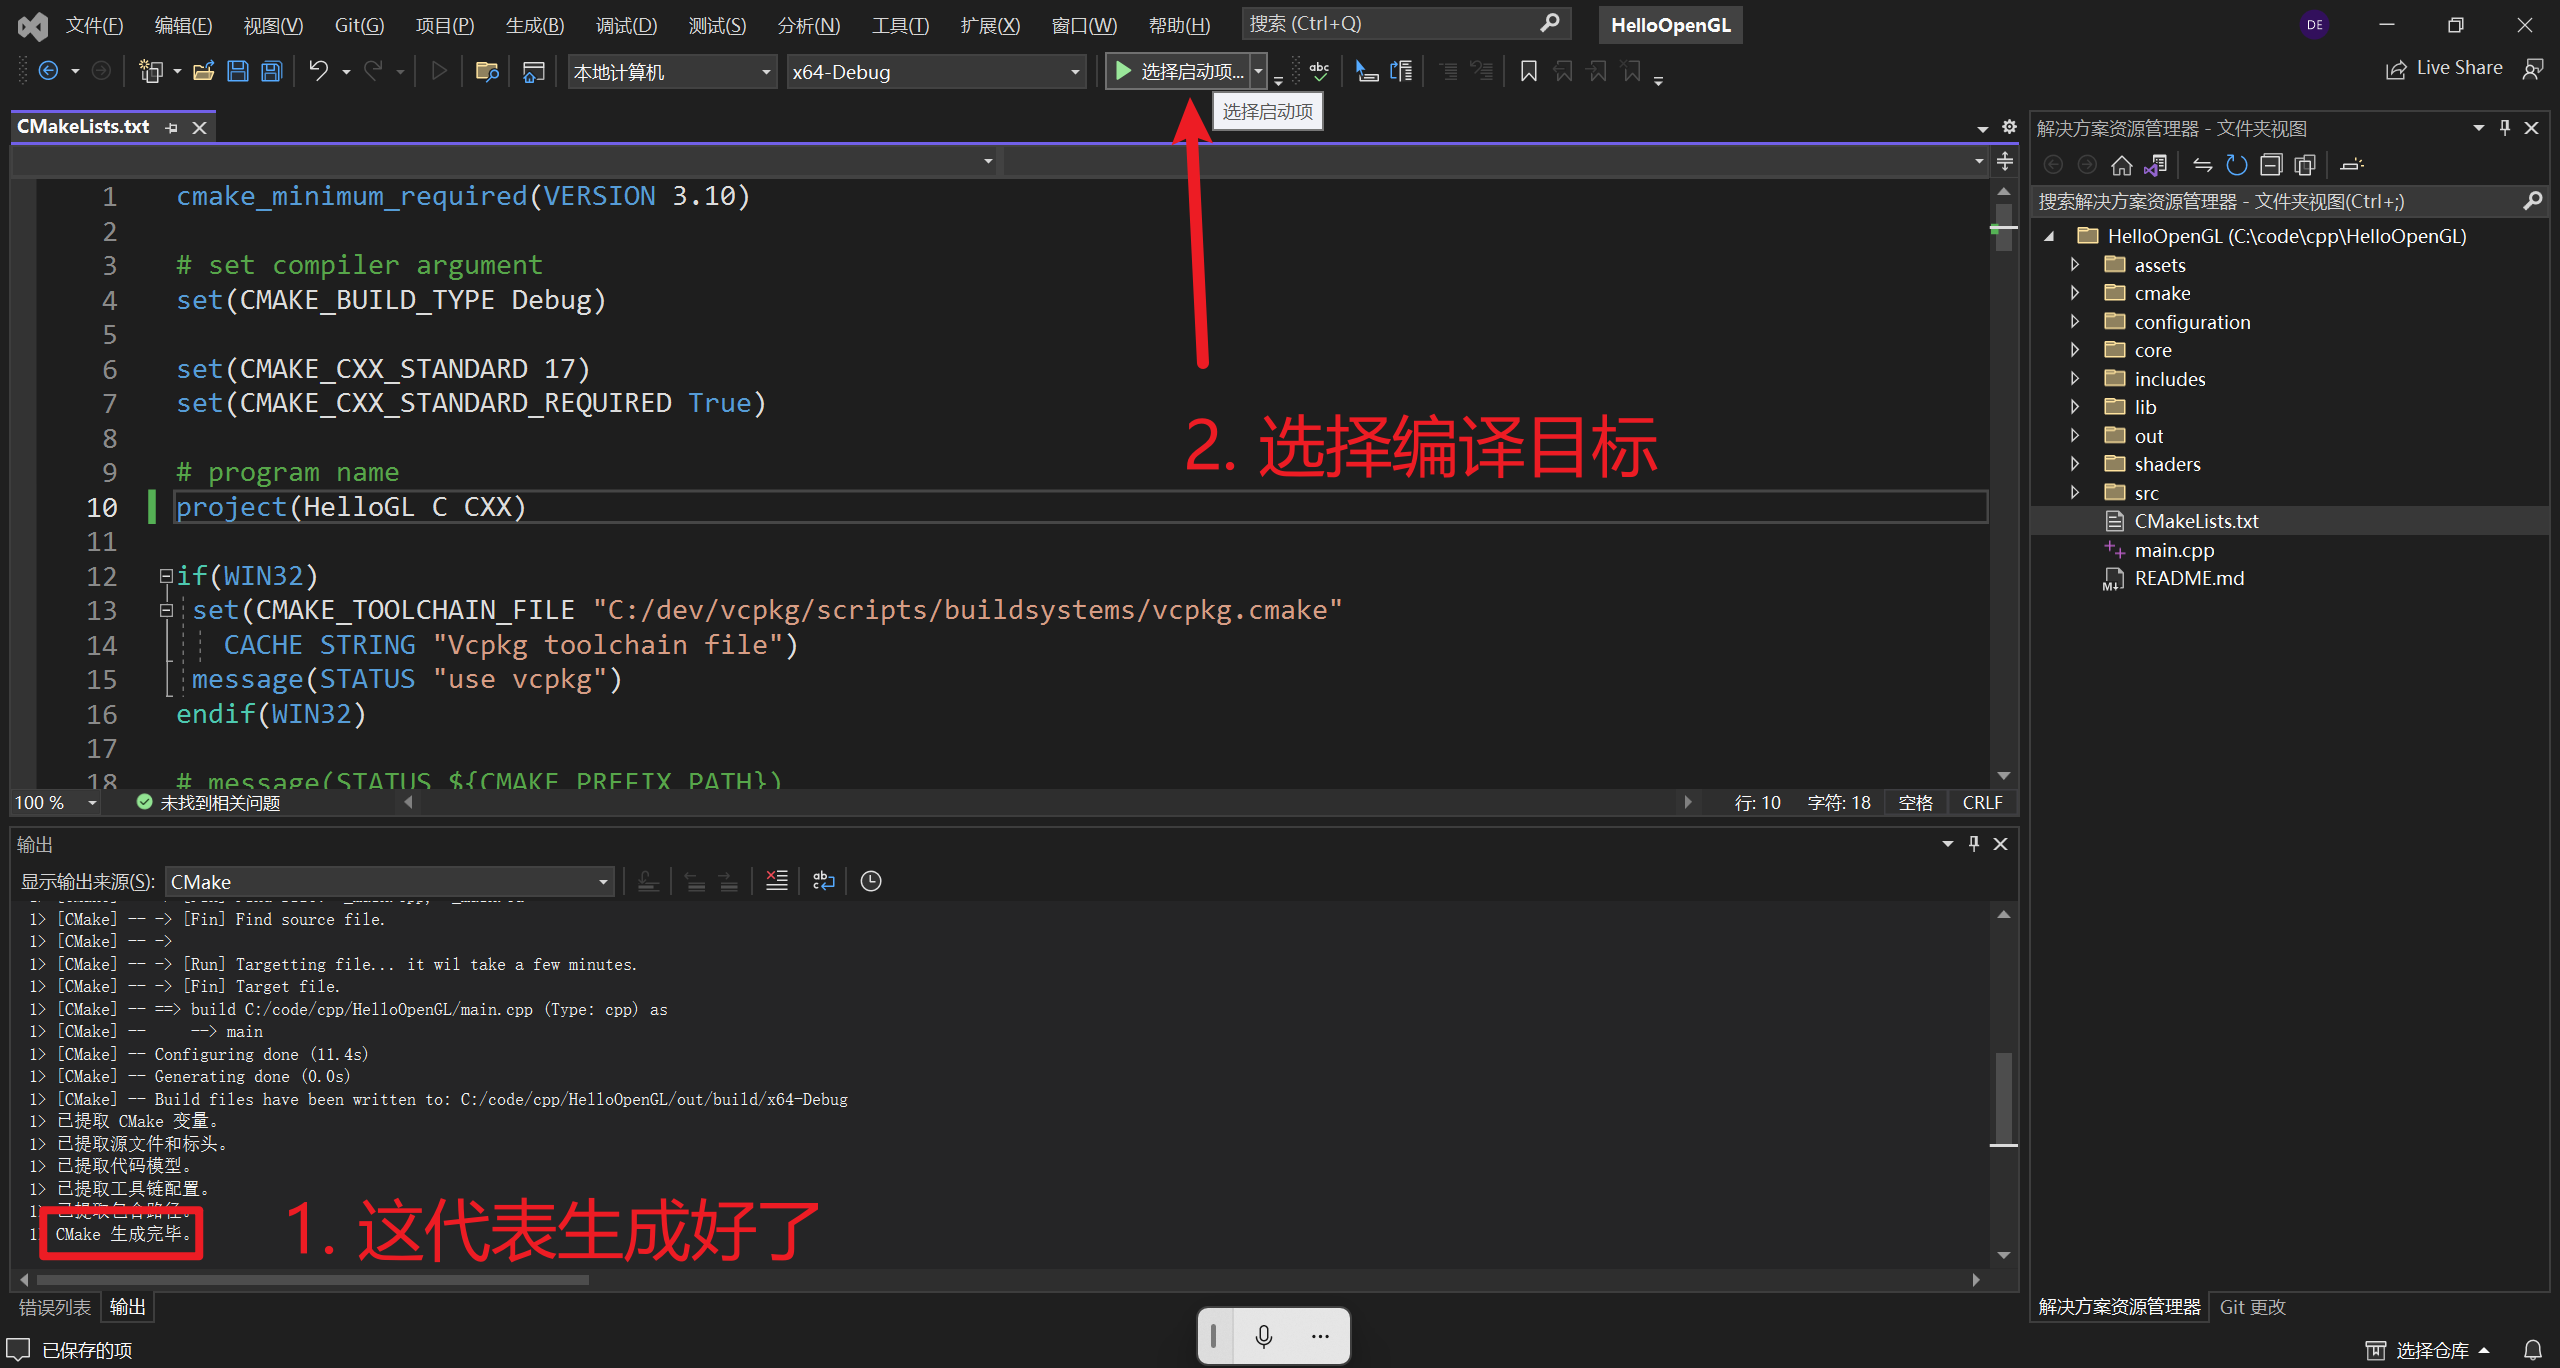 文件(F) 编辑(E) 视图(V) Git(G) 项目(P) 生成(B) 调试(D) 测试(S) 分析(N) 工具(T) 扩展(X) 窗口(W) 帮助(H) 搜索 (Ctrl+Q) HelloOpenGL DE
本地计算机 x64-Debug 选择启动项... Live Share
选择启动项
CMakeLists.txt
1 cmake_minimum_required(VERSION 3.10)
2
3 # set compiler argument
4 set(CMAKE_BUILD_TYPE Debug)
5
6 set(CMAKE_CXX_STANDARD 17)
7 set(CMAKE_CXX_STANDARD_REQUIRED True)
8
9 # program name
10 project(HelloGL C CXX)
11
12 if(WIN32)
13 set(CMAKE_TOOLCHAIN_FILE "C:/dev/vcpkg/scripts/buildsystems/vcpkg.cmake"
14 CACHE STRING "Vcpkg toolchain file")
15 message(STATUS "use vcpkg")
16 endif(WIN32)
17
18 # message(STATUS ${CMAKE_PREFIX_PATH})
2. 选择编译目标
100 % 未找到相关问题 行: 10 字符: 18 空格 CRLF
输出
显示输出来源(S): CMake
1> [CMake] -- -> [Fin] Find source file.
1> [CMake] -- ->
1> [CMake] -- -> [Run] Targetting file... it wil take a few minutes.
1> [CMake] -- -> [Fin] Target file.
1> [CMake] -- ==> build C:/code/cpp/HelloOpenGL/main.cpp (Type: cpp) as
1> [CMake] -- --> main
1> [CMake] -- Configuring done (11.4s)
1> [CMake] -- Generating done (0.0s)
1> [CMake] -- Build files have been written to: C:/code/cpp/HelloOpenGL/out/build/x64-Debug
1> 已提取 CMake 变量。
1> 已提取源文件和标头。
1> 已提取代码模型。
1> 已提取工具链配置。
1> 已提取包含路径。
1> CMake 生成完毕。
1. 这代表生成好了
错误列表 输出
已保存的项
解决方案资源管理器 - 文件夹视图
搜索解决方案资源管理器 - 文件夹视图(Ctrl+;)
HelloOpenGL (C:\code\cpp\HelloOpenGL)
assets
cmake
configuration
core
includes
lib
out
shaders
src
CMakeLists.txt
main.cpp
README.md
解决方案资源管理器 Git 更改
选择仓库